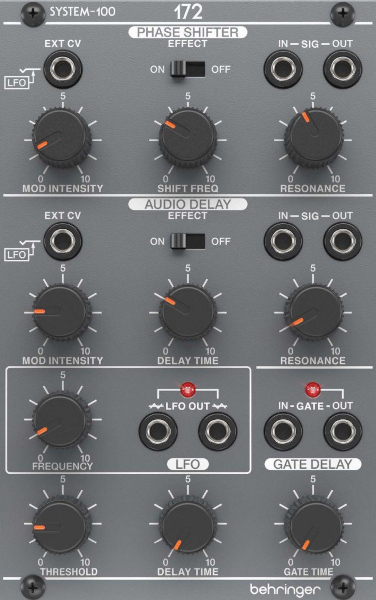 SYSTEM-100 172
PHASE SHIFTER
EXT CV EFFECT IN SIG OUT
LFO ON OFF
5 5 5
0 10 0 10 0 10
MOD INTENSITY SHIFT FREQ RESONANCE
AUDIO DELAY
EXT CV EFFECT IN SIG OUT
LFO ON OFF
5 5 5
0 10 0 10 0 10
MOD INTENSITY DELAY TIME RESONANCE
5
LFO OUT IN-GATE-OUT
0 10
FREQUENCY LFO GATE DELAY
5 5 5
0 10 0 10 0 10
THRESHOLD DELAY TIME GATE TIME
behringer